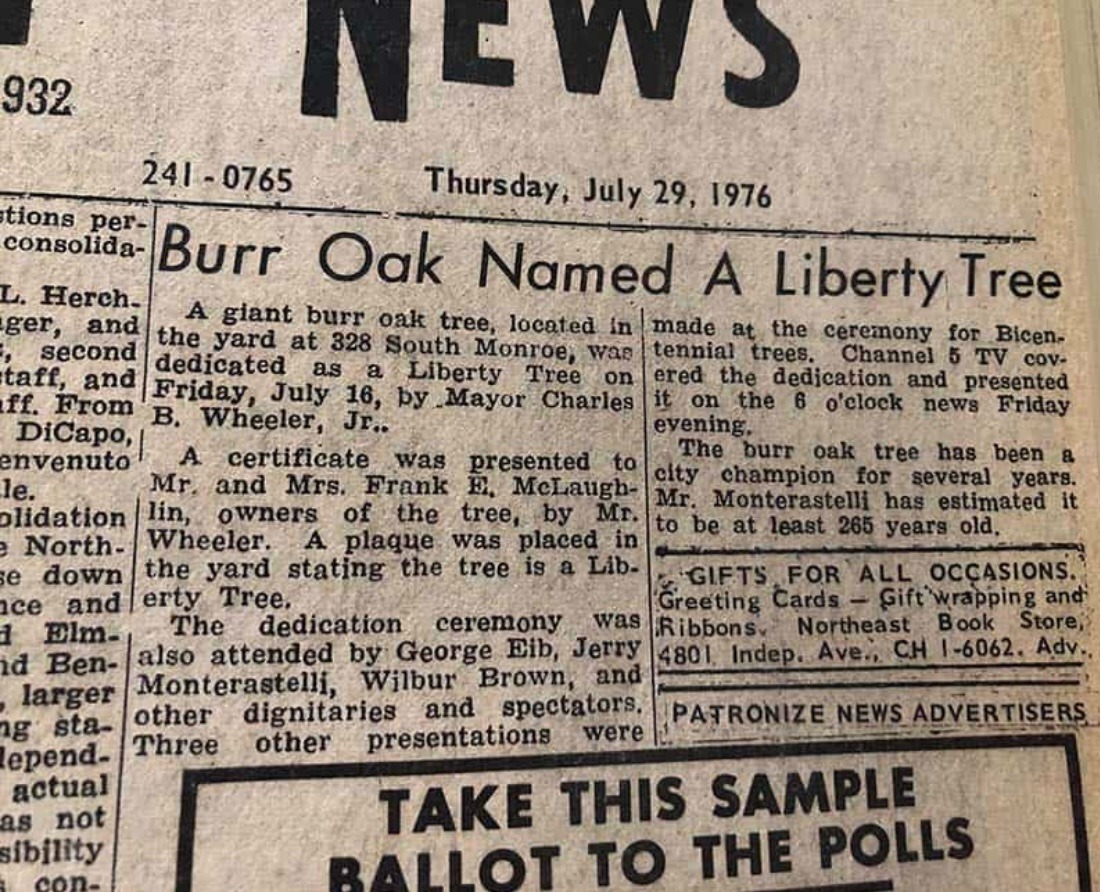 NEWS
932
241-0765
Thursday, July 29, 1976
tions per-
consolida-
L. Herch-
ger, and
second
staff, and
ff. From
DiCapo,
envenuto
le.
olidation
North-
se down
nce and
Elm-
nd Ben-
larger
ng sta-
depend-
actual
as not
sibility
con-
Burr Oak Named A Liberty Tree
A giant burr oak tree, located in
the yard at 328 South Monroe, was
dedicated as a Liberty Tree on
Friday, July 16, by Mayor Charles
B. Wheeler, Jr..
A certificate was presented to
Mr. and Mrs. Frank E. McLaugh-
lin, owners of the tree, by Mr.
Wheeler. A plaque was placed in
the yard stating the tree is a Lib-
erty Tree.
The dedication ceremony was
also attended by George Eib, Jerry
Monterastelli, Wilbur Brown, and
other dignitaries and spectators.
Three other presentations were
made at the ceremony for Bicen-
tennial trees. Channel 5 TV cov-
ered the dedication and presented
it on the 6 o'clock news Friday
evening.
The burr oak tree has been a
city champion for several years.
Mr. Monterastelli has estimated it
to be at least 265 years old.
GIFTS FOR ALL OCCASIONS.
Greeting Cards — Gift wrapping and
Ribbons. Northeast Book Store,
4801 Indep. Ave., CH 1-6062. Adv.
PATRONIZE NEWS ADVERTISERS
TAKE THIS SAMPLE
BALLOT TO THE POLLS